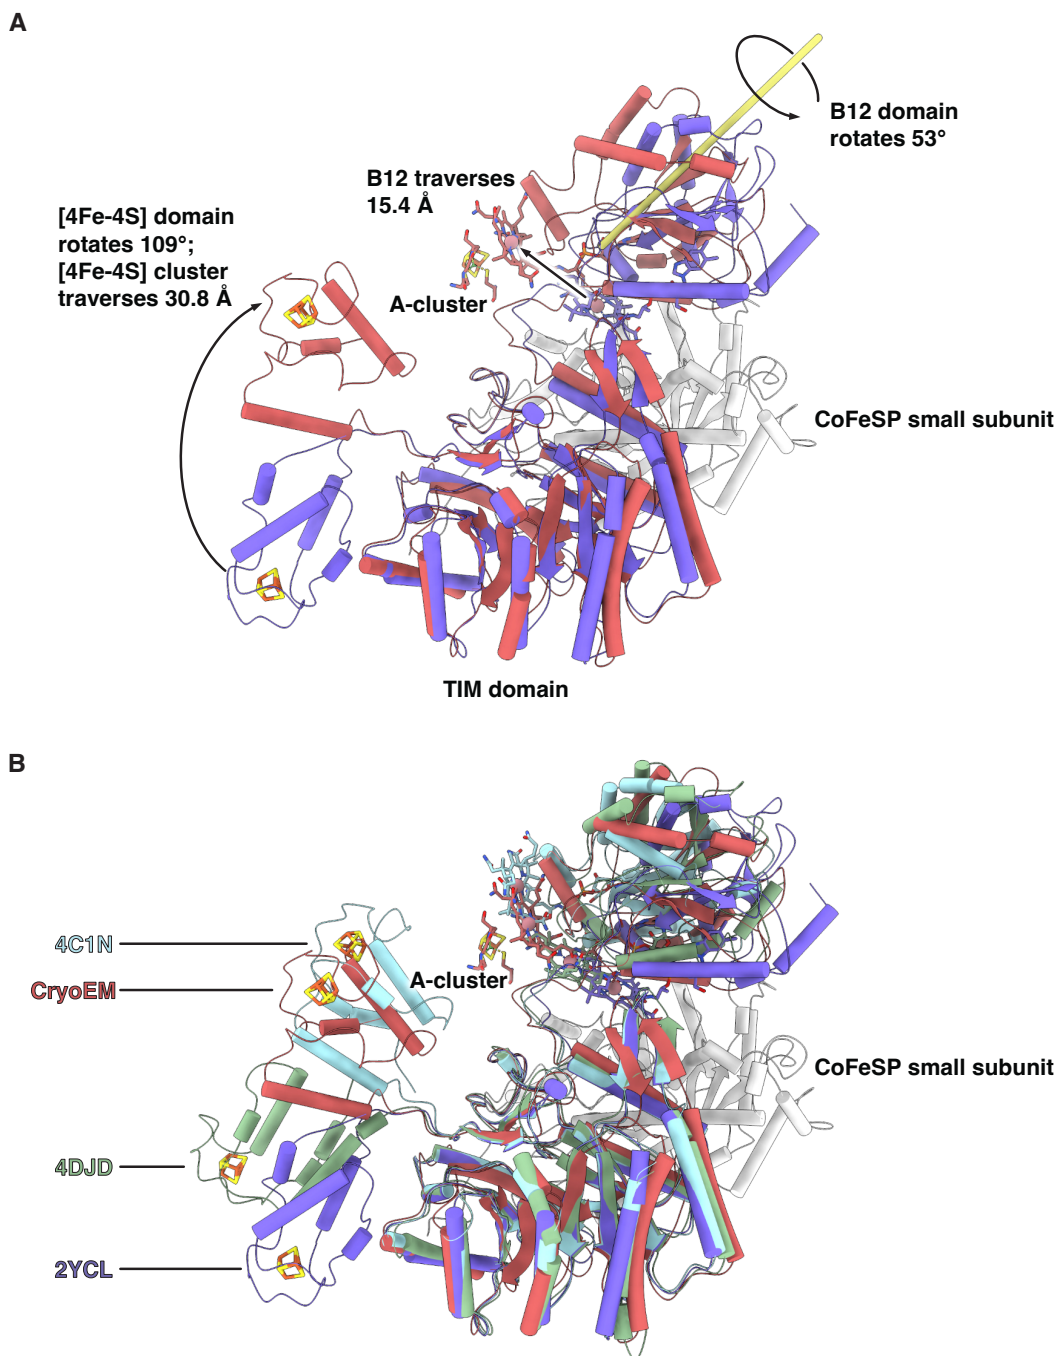 A
B12 domain
rotates 53°
B12 traverses
15.4 Å
[4Fe-4S] domain
rotates 109°;
[4Fe-4S] cluster
traverses 30.8 Å
A-cluster
CoFeSP small subunit
TIM domain
B
4C1N
CryoEM
A-cluster
CoFeSP small subunit
4DJD
2YCL